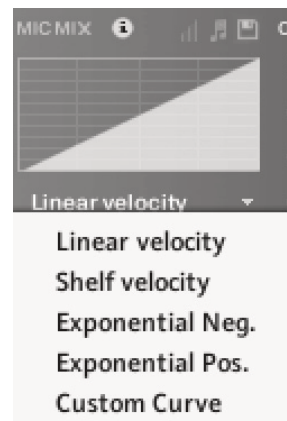 MIC MIX
Linear velocity
Linear velocity
Shelf velocity
Exponential Neg.
Exponential Pos.
Custom Curve